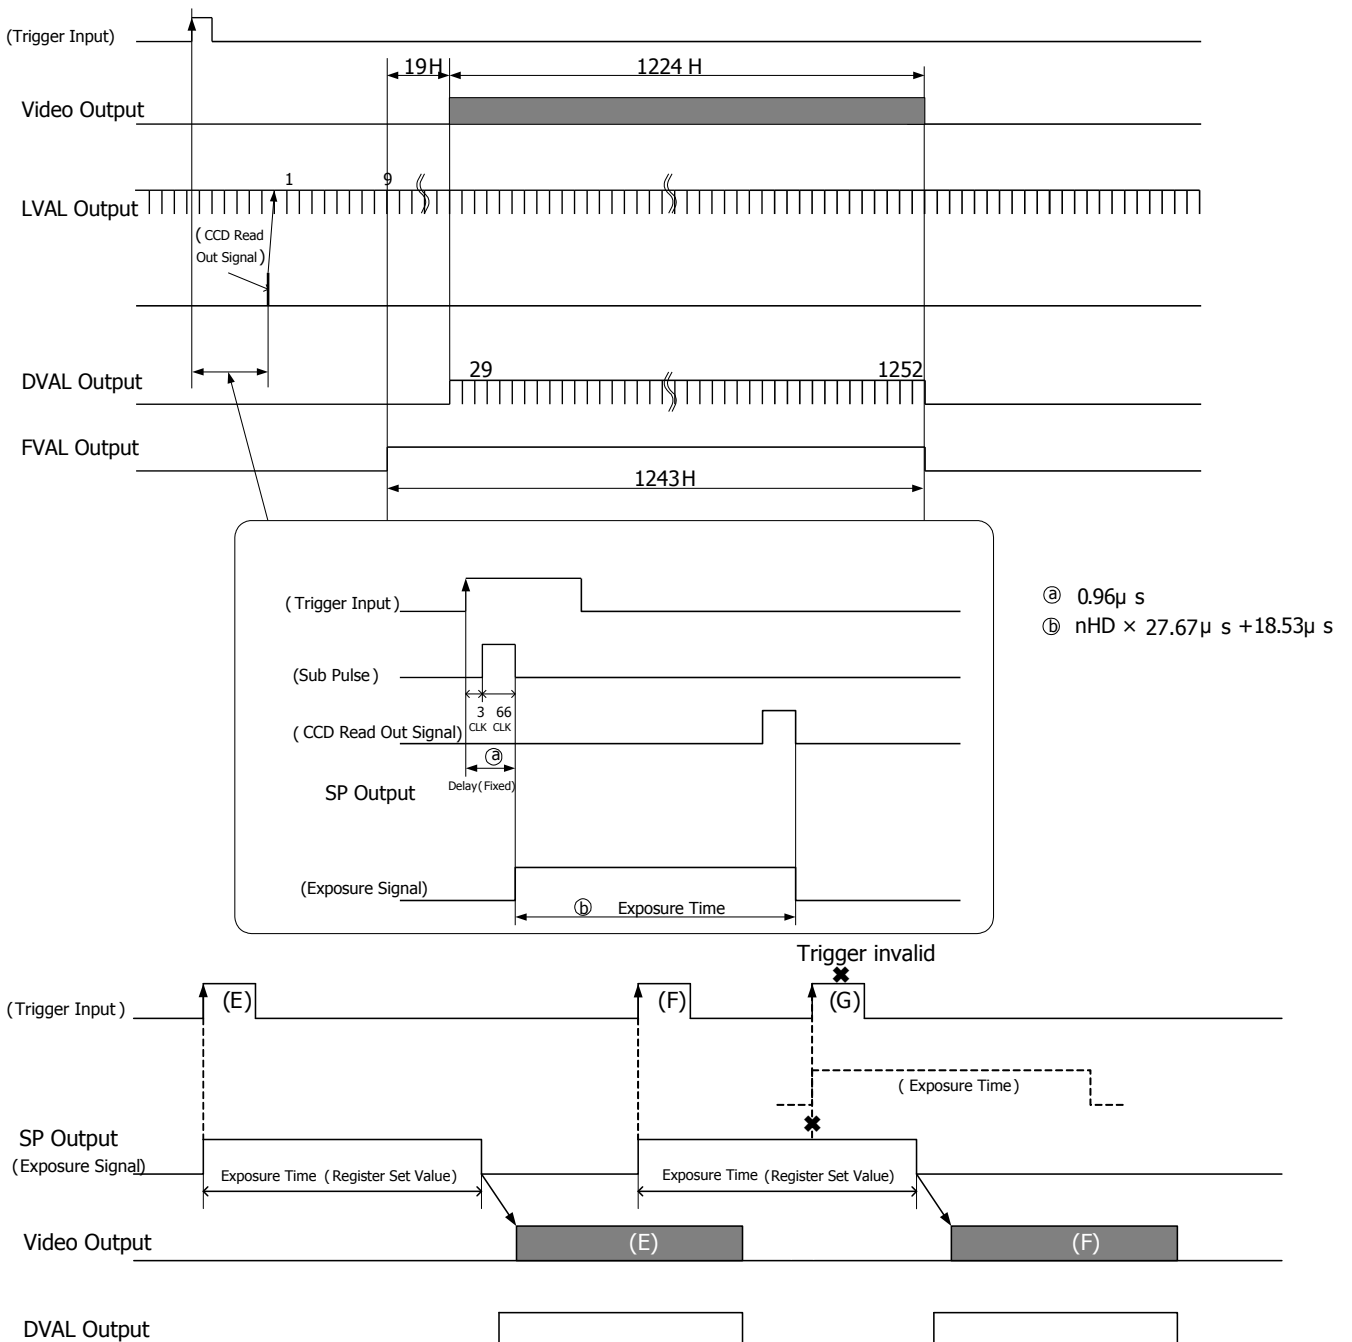 (Trigger Input)
19H
1224 H
Video Output
1
9
LVAL Output
(CCD Read
Out Signal)
29
1252
DVAL Output
FVAL Output
1243H
(Trigger Input)
ⓐ 0.96μ s
ⓑ nHD × 27.67μ s +18.53μ s
(Sub Pulse)
3 66
CLK CLK
(CCD Read Out Signal)
ⓐ
Delay(Fixed)
SP Output
(Exposure Signal)
ⓑ Exposure Time
Trigger invalid
(Trigger Input)
(E)
(F)
(G)
(Exposure Time)
SP Output
(Exposure Signal)
Exposure Time (Register Set Value)
Exposure Time (Register Set Value)
Video Output
(E)
(F)
DVAL Output